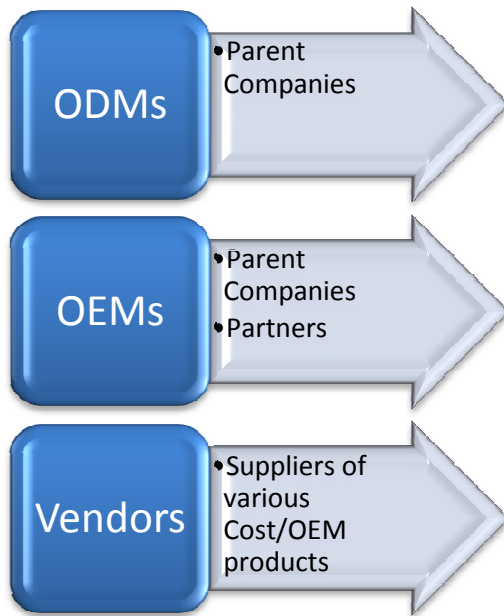 ODMs
•Parent
Companies
OEMs
•Parent
Companies
•Partners
Vendors
•Suppliers of
various
Cost/OEM
products